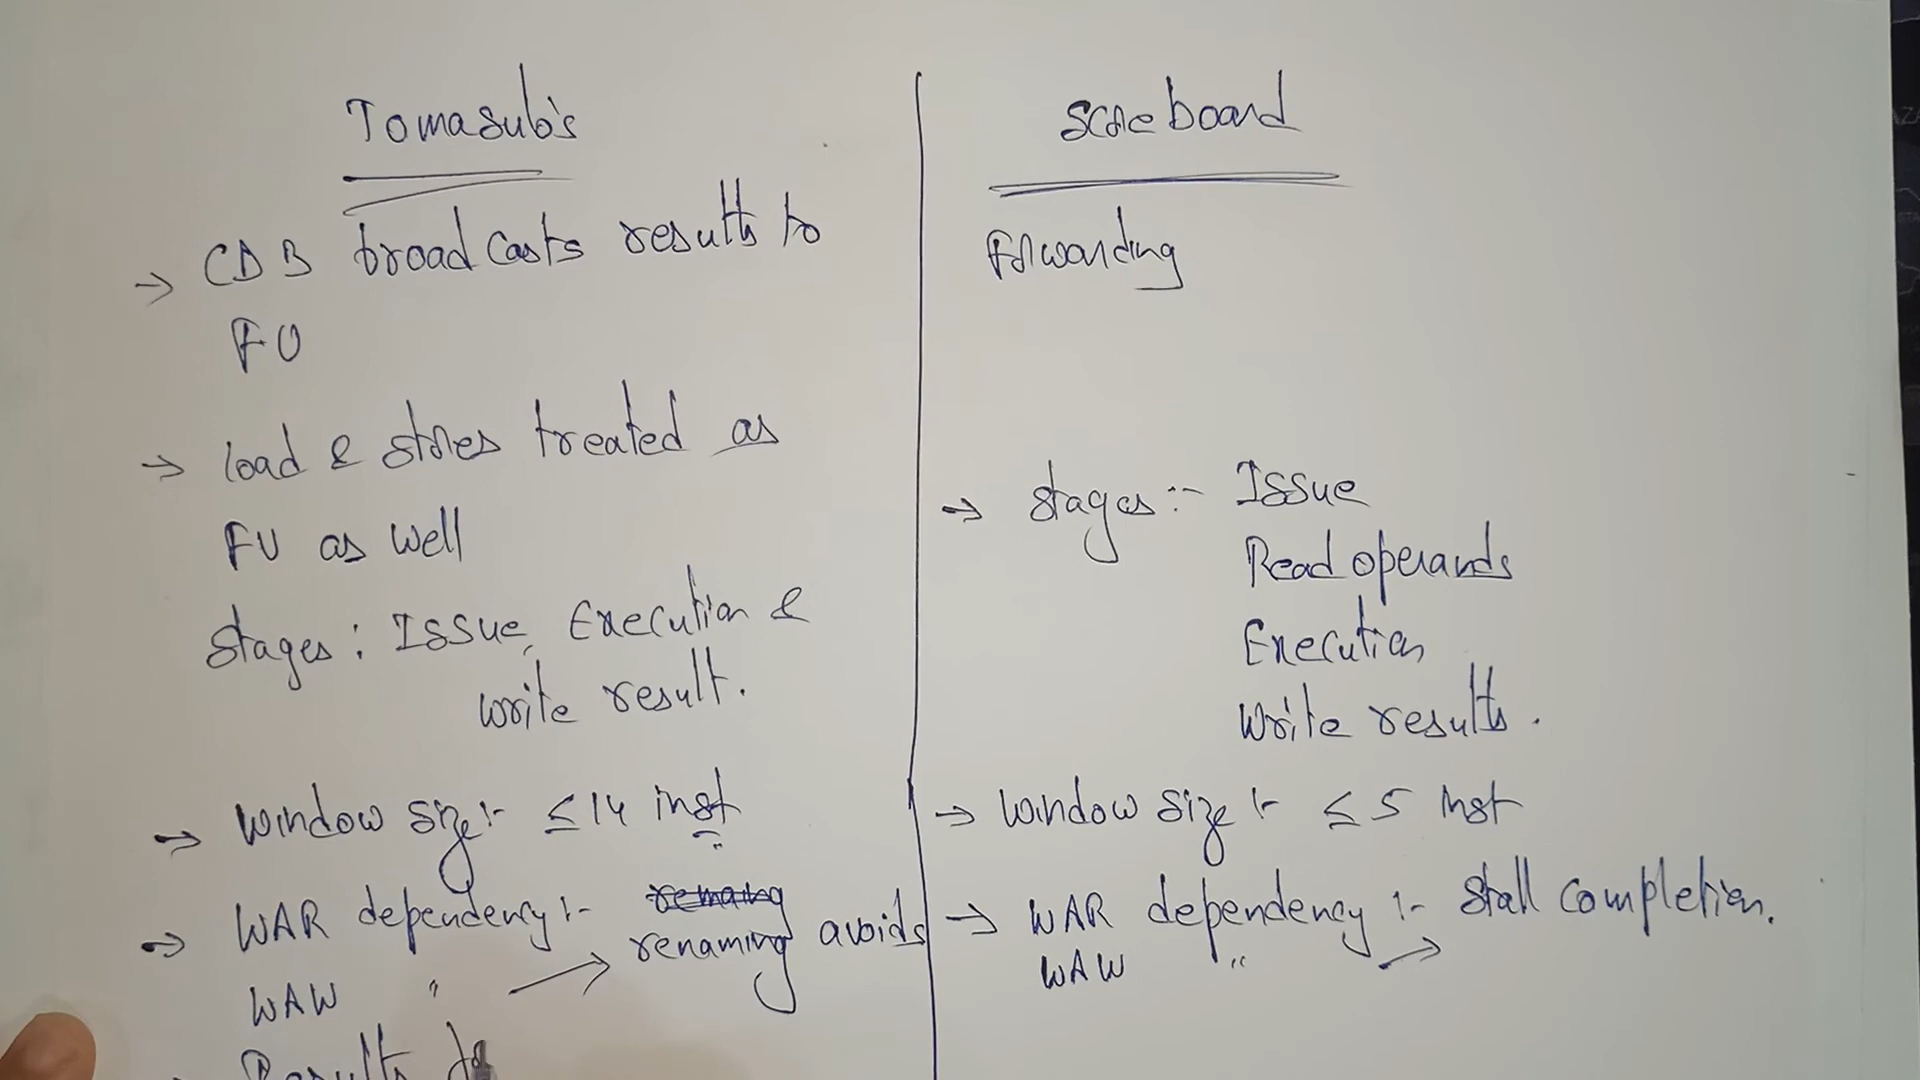 Tomasulo's
→ CDB broadcasts results to
FU
→ load & stores treated as
FU as well
stages : Issue, Execution &
write result.
→ window size :- ≤ 14 inst
→ WAR dependency :- renaming avoids
WAW " →
Results
scoreboard
forwarding
→ stages :- Issue
Read operands
Execution
Write results.
→ window size :- ≤ 5 inst
→ WAR dependency :- stall completion.
WAW " →